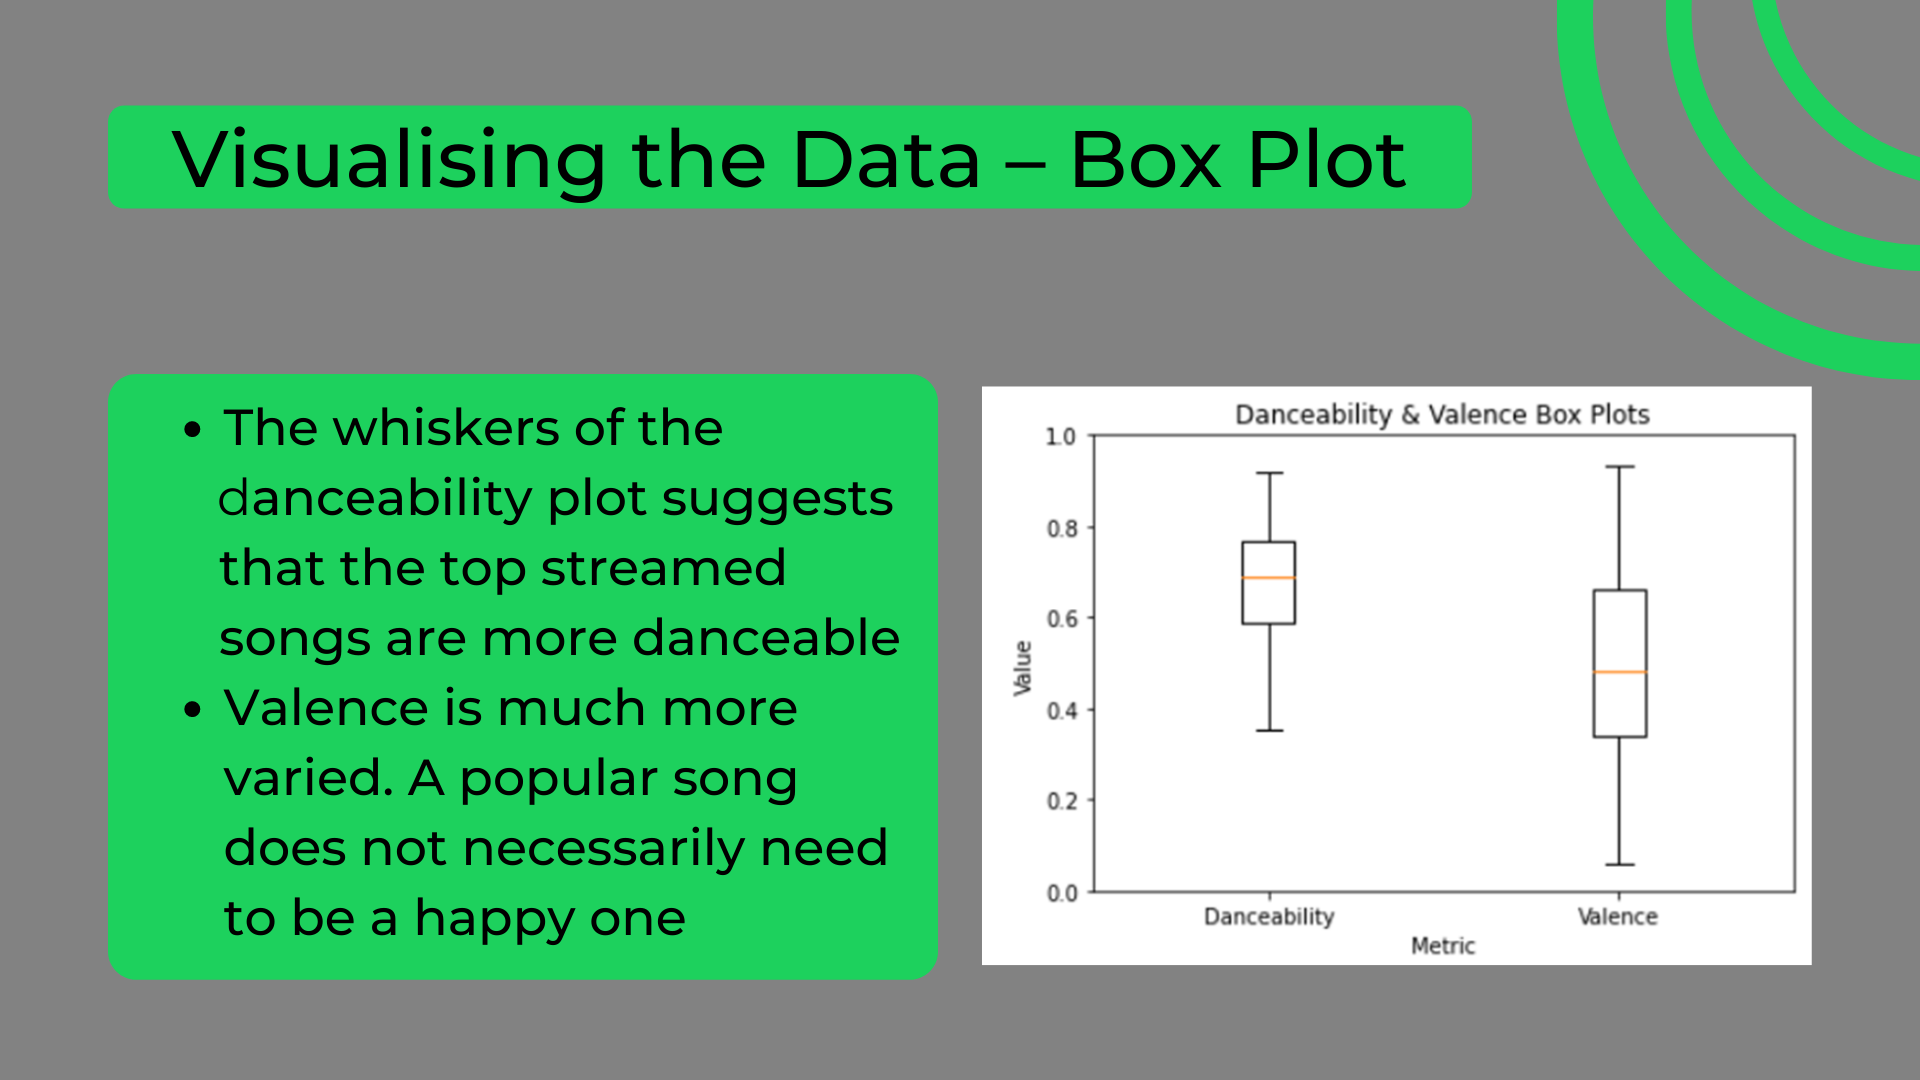 Visualising the Data – Box Plot
• The whiskers of the
danceability plot suggests
that the top streamed
songs are more danceable
• Valence is much more
varied. A popular song
does not necessarily need
to be a happy one
Danceability & Valence Box Plots
1.0
0.8
0.6
0.4
0.2
0.0
Value
Danceability Valence
Metric